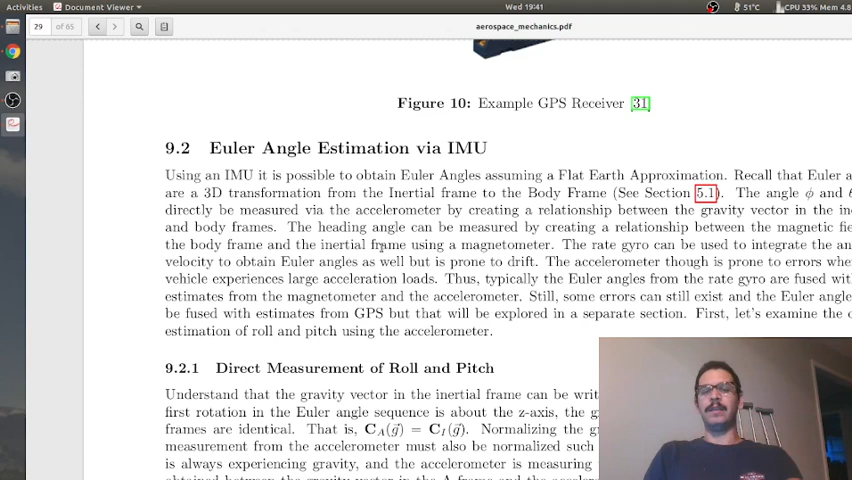 Activities Document Viewer Wed 19:41 51°C CPU 33% Mem 4.8
29 of 65 aerospace_mechanics.pdf
Figure 10: Example GPS Receiver [31]
9.2 Euler Angle Estimation via IMU
Using an IMU it is possible to obtain Euler Angles assuming a Flat Earth Approximation. Recall that Euler a
are a 3D transformation from the Inertial frame to the Body Frame (See Section 5.1). The angle ϕ and θ
directly be measured via the accelerometer by creating a relationship between the gravity vector in the ine
and body frames. The heading angle can be measured by creating a relationship between the magnetic fie
the body frame and the inertial frame using a magnetometer. The rate gyro can be used to integrate the an
velocity to obtain Euler angles as well but is prone to drift. The accelerometer though is prone to errors whe
vehicle experiences large acceleration loads. Thus, typically the Euler angles from the rate gyro are fused with
estimates from the magnetometer and the accelerometer. Still, some errors can still exist and the Euler angle
be fused with estimates from GPS but that will be explored in a separate section. First, let's examine the d
estimation of roll and pitch using the accelerometer.
9.2.1 Direct Measurement of Roll and Pitch
Understand that the gravity vector in the inertial frame can be writ
first rotation in the Euler angle sequence is about the z-axis, the g
frames are identical. That is, C_A(g⃗) = C_I(g⃗). Normalizing the g
measurement from the accelerometer must also be normalized such
is always experiencing gravity, and the accelerometer is measuring
obtained between the gravity vector in the A frame and the accele